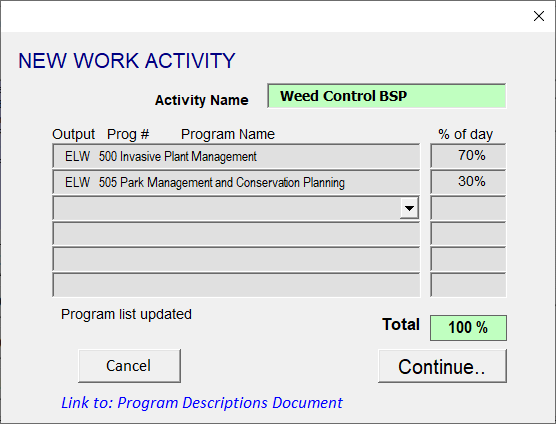 NEW WORK ACTIVITY
Activity Name Weed Control BSP
Output Prog # Program Name % of day
ELW 500 Invasive Plant Management 70%
ELW 505 Park Management and Conservation Planning 30%
Program list updated
Total 100 %
Cancel Continue..
Link to: Program Descriptions Document